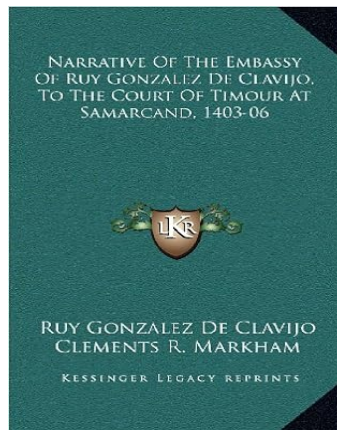 NARRATIVE OF THE EMBASSY
OF RUY GONZALEZ DE CLAVIJO,
TO THE COURT OF TIMOUR AT
SAMARCAND, 1403-06
LKR
RUY GONZALEZ DE CLAVIJO
CLEMENTS R. MARKHAM
KESSINGER LEGACY REPRINTS